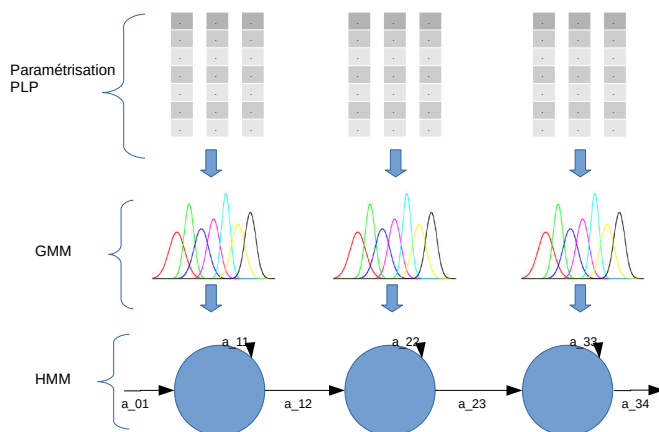 Paramétrisation
PLP
GMM
HMM
a_11
a_22
a_33
a_01
a_12
a_23
a_34